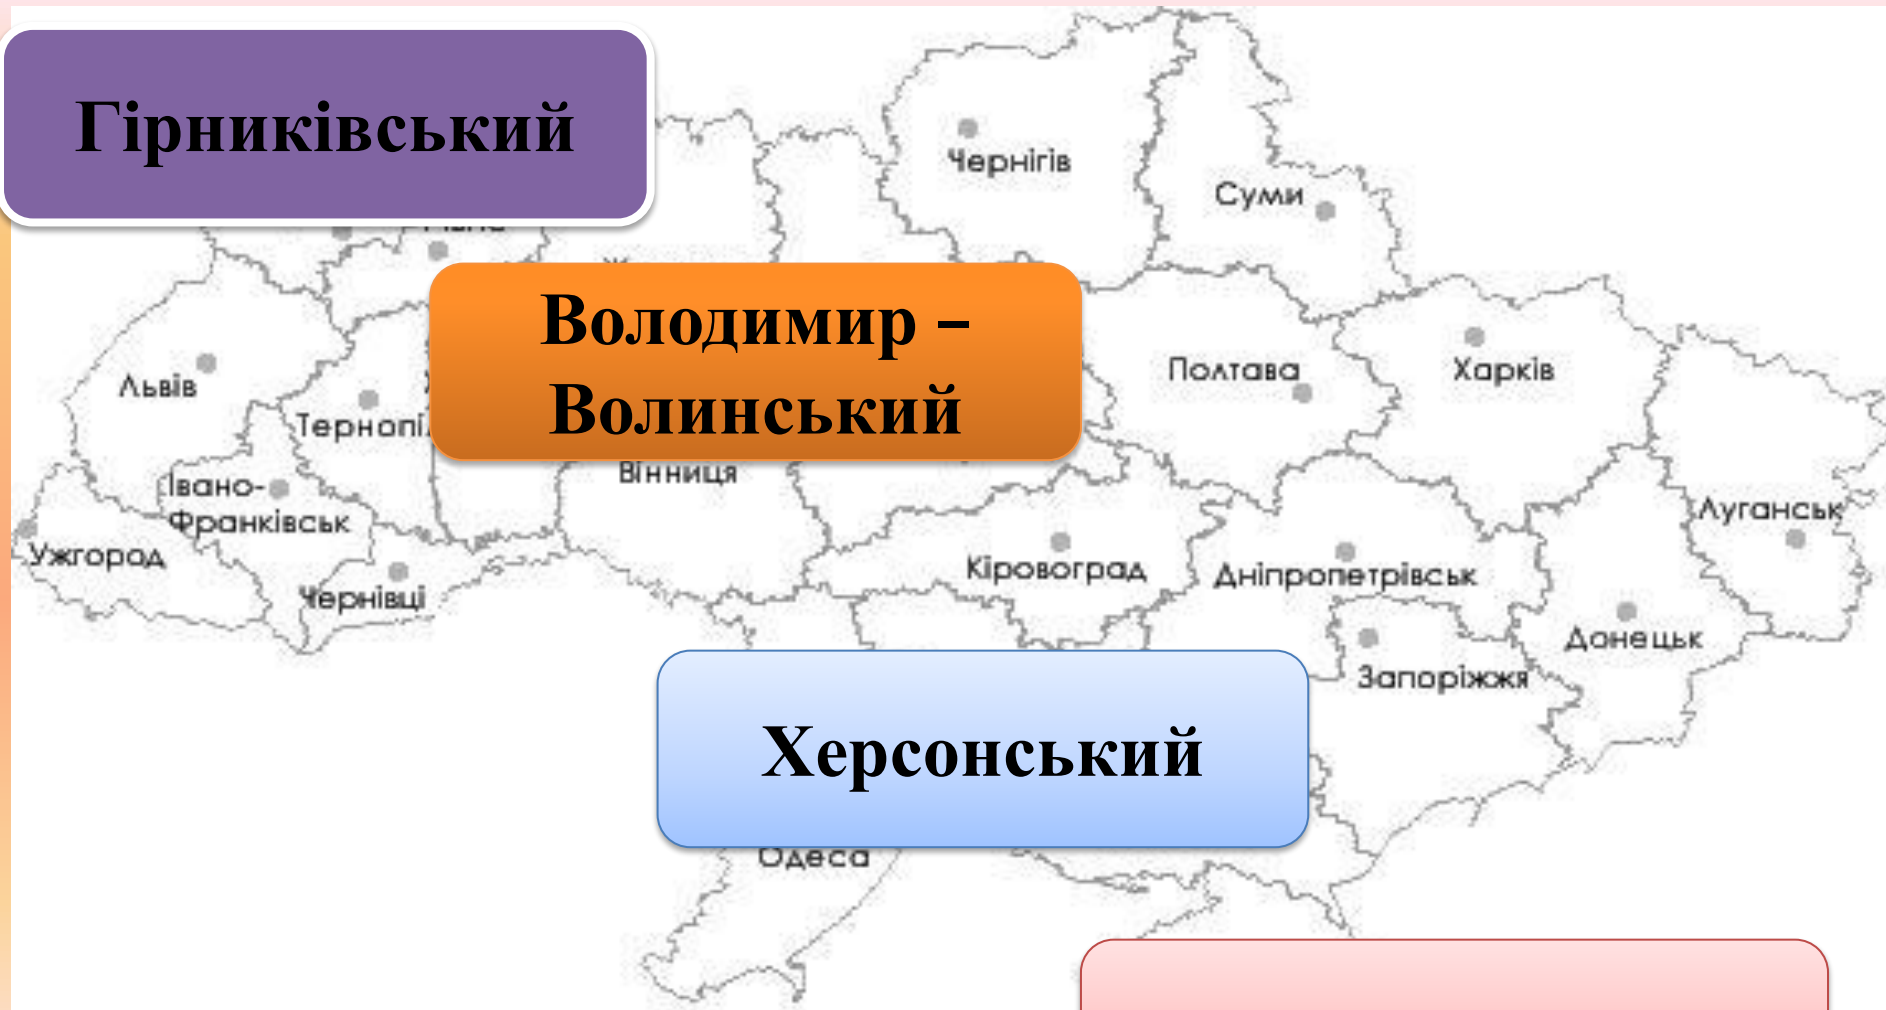 Гірниківський
Чернігів
Суми
Володимир –
Волинський
Львів
Полтава
Харків
Вінниця
Івано-
Франківськ
Луганськ
Ужгород
Кіровоград
Дніпропетрівськ
Чернівці
Донецьк
Запоріжжя
Херсонський
Одеса